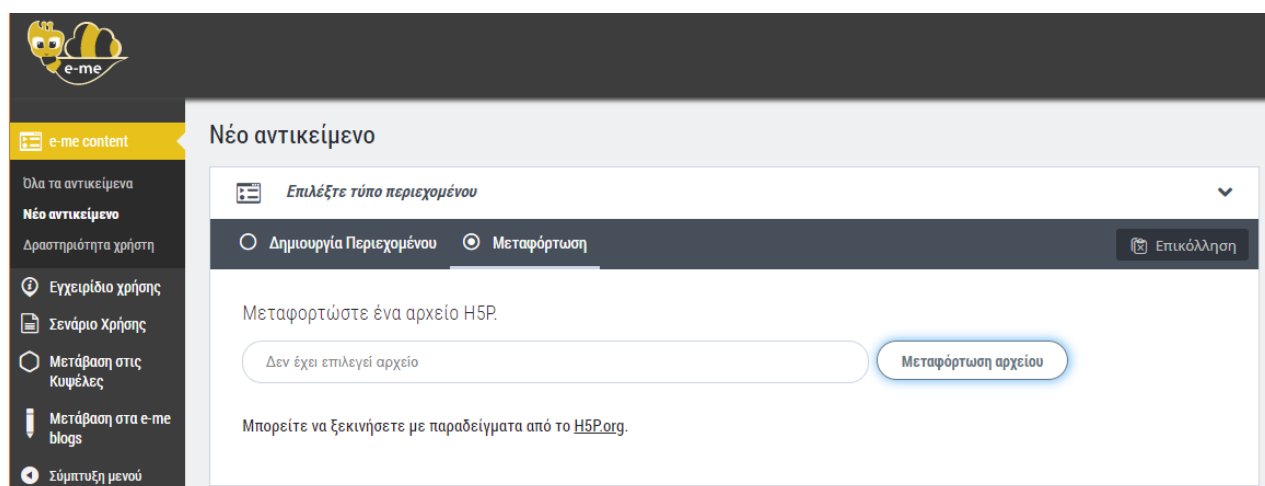 e-me
e-me content
Όλα τα αντικείμενα
Νέο αντικείμενο
Δραστηριότητα χρήστη
Εγχειρίδιο χρήσης
Σενάριο Χρήσης
Μετάβαση στις
Κυψέλες
Μετάβαση στα e-me
blogs
Σύμπτυξη μενού
Νέο αντικείμενο
Επιλέξτε τύπο περιεχομένου
Δημιουργία Περιεχομένου Μεταφόρτωση Επικόλληση
Μεταφορτώστε ένα αρχείο H5P.
Δεν έχει επιλεγεί αρχείο Μεταφόρτωση αρχείου
Μπορείτε να ξεκινήσετε με παραδείγματα από το H5P.org.